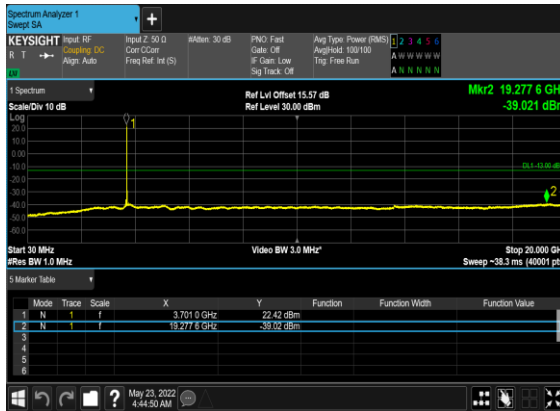 Spectrum Analyzer 1
Swept SA
+
KEYSIGHT Input: RF Input Z: 50 Ω #Atten: 30 dB PNO: Fast Avg Type: Power (RMS) 1 2 3 4 5 6
R T Coupling: DC Corr CCorr Gate: Off Avg|Hold: 100/100 A W W W W W
Align: Auto Freq Ref: Int (S) IF Gain: Low Trig: Free Run
Sig Track: Off A N N N N N
1 Spectrum
Scale/Div 10 dB
Ref Lvl Offset 15.57 dB
Ref Level 30.00 dBm
Mkr2 19.277 6 GH
-39.021 dB
Log
20.0
10.0
0.00
-10.0
-20.0
-30.0
-40.0
-50.0
-60.0
1
DL1 -13.00 dB
2
Start 30 MHz Video BW 3.0 MHz* Stop 20.000 GH
#Res BW 1.0 MHz Sweep ~38.3 ms (40001 pt
5 Marker Table
Mode Trace Scale X Y Function Function Width Function Value
1 N 1 f 3.701 0 GHz 22.42 dBm
2 N 1 f 19.277 6 GHz -39.02 dBm
3
4
5
6
? May 23, 2022
4:44:50 AM